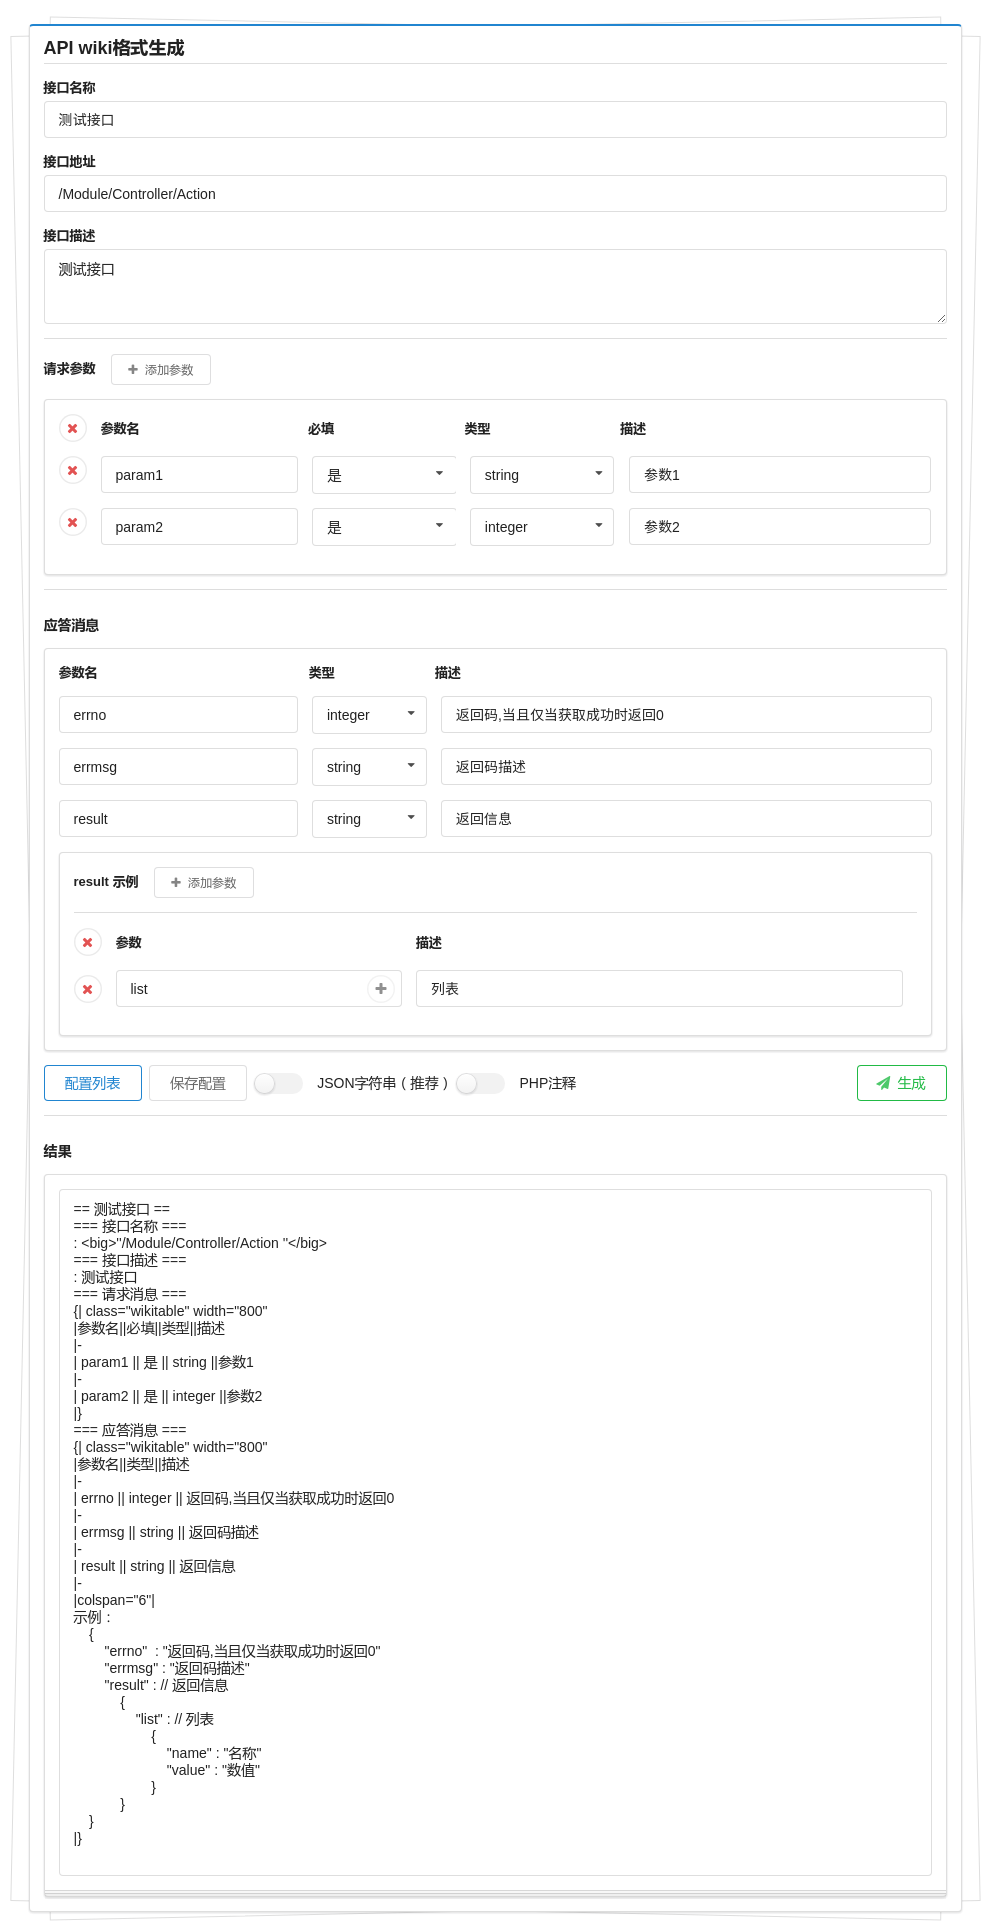 API wiki格式生成
接口名称
测试接口
接口地址
/Module/Controller/Action
接口描述
测试接口
请求参数 添加参数
参数名 必填 类型 描述
param1 是 string 参数1
param2 是 integer 参数2
应答消息
参数名 类型 描述
errno integer 返回码,当且仅当获取成功时返回0
errmsg string 返回码描述
result string 返回信息
result 示例 添加参数
参数 描述
list 列表
配置列表 保存配置 JSON字符串 ( 推荐 ) PHP注释 生成
结果
== 测试接口 ==
=== 接口名称 ===
: <big>''/Module/Controller/Action ''</big>
=== 接口描述 ===
: 测试接口
=== 请求消息 ===
{| class="wikitable" width="800"
|参数名||必填||类型||描述
|-
| param1 || 是 || string ||参数1
|-
| param2 || 是 || integer ||参数2
|}
=== 应答消息 ===
{| class="wikitable" width="800"
|参数名||类型||描述
|-
| errno || integer || 返回码,当且仅当获取成功时返回0
|-
| errmsg || string || 返回码描述
|-
| result || string || 返回信息
|-
|colspan="6"|
示例：
{
"errno"  : "返回码,当且仅当获取成功时返回0"
"errmsg" : "返回码描述"
"result" : // 返回信息
{
"list" : // 列表
{
"name" : "名称"
"value" : "数值"
}
}
}
|}